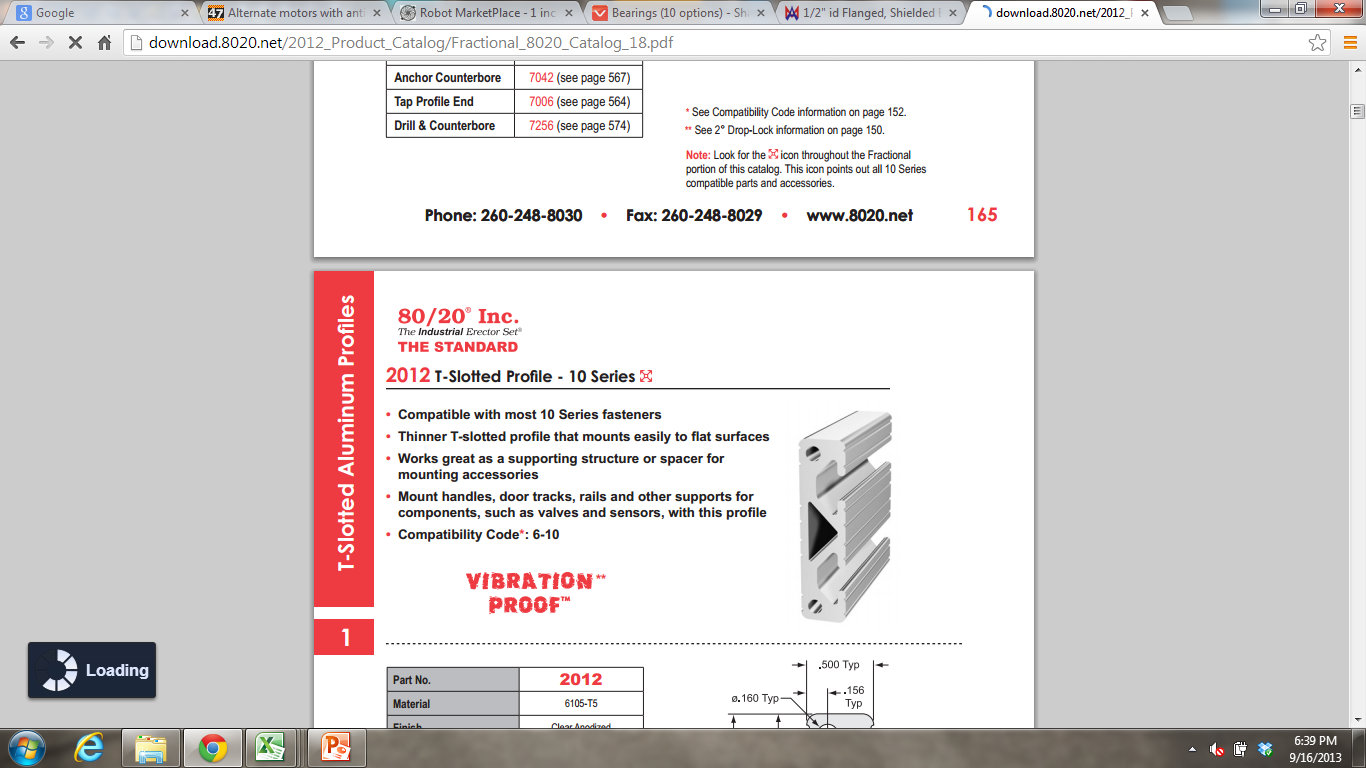 Google
Alternate motors with anti
Robot MarketPlace - 1 inc
Bearings (10 options) - Sh
1/2" id Flanged, Shielded
download.8020.net/2012_
download.8020.net/2012_Product_Catalog/Fractional_8020_Catalog_18.pdf
Anchor Counterbore 7042 (see page 567)
Tap Profile End 7006 (see page 564)
Drill & Counterbore 7256 (see page 574)
* See Compatibility Code information on page 152.
** See 2° Drop-Lock information on page 150.
Note: Look for the icon throughout the Fractional
portion of this catalog. This icon points out all 10 Series
compatible parts and accessories.
Phone: 260-248-8030 • Fax: 260-248-8029 • www.8020.net 165
T-Slotted Aluminum Profiles
1
80/20® Inc.
The Industrial Erector Set®
THE STANDARD
2012 T-Slotted Profile - 10 Series
• Compatible with most 10 Series fasteners
• Thinner T-slotted profile that mounts easily to flat surfaces
• Works great as a supporting structure or spacer for
mounting accessories
• Mount handles, door tracks, rails and other supports for
components, such as valves and sensors, with this profile
• Compatibility Code*: 6-10
VIBRATION**
PROOF™
Part No. 2012
Material 6105-T5
Finish Clear Anodized
.500 Typ
.156
Typ
ø.160 Typ
Loading
6:39 PM
9/16/2013